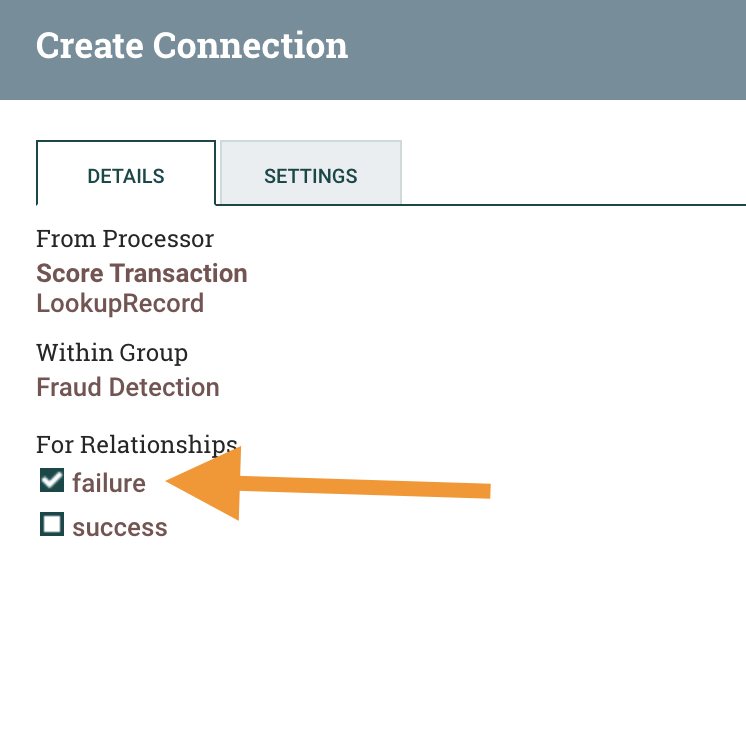 Create Connection
DETAILS SETTINGS
From Processor
Score Transaction
LookupRecord
Within Group
Fraud Detection
For Relationships
failure
success